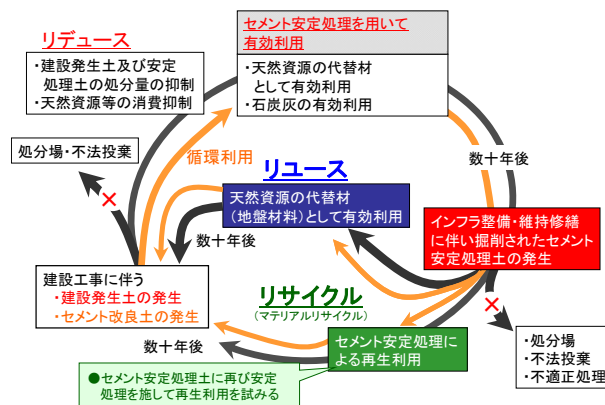 リデュース
・建設発生土及び安定
処理土の処分量の抑制
・天然資源等の消費抑制
セメント安定処理を用いて
有効利用
・天然資源の代替材
として有効利用
・石炭灰の有効利用
処分場・不法投棄
循環利用
数十年後
リユース
天然資源の代替材
(地盤材料)として有効利用
数十年後
インフラ整備・維持修繕
に伴い掘削されたセメント
安定処理土の発生
建設工事に伴う
・建設発生土の発生
・セメント改良土の発生
リサイクル
(マテリアルリサイクル)
数十年後
セメント安定処理に
よる再生利用
・処分場
・不法投棄
・不適正処理
●セメント安定処理土に再び安定
処理を施して再生利用を試みる